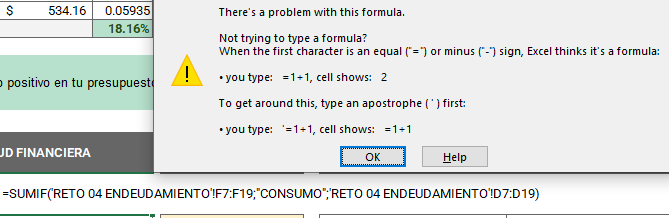 $ 534.16 0.05935
18.16%
o positivo en tu presupuesto
UD FINANCIERA
There's a problem with this formula.
Not trying to type a formula?
When the first character is an equal ("=") or minus ("-") sign, Excel thinks it's a formula:
• you type: =1+1, cell shows: 2
To get around this, type an apostrophe ( ' ) first:
• you type: '=1+1, cell shows: =1+1
OK Help
=SUMIF('RETO 04 ENDEUDAMIENTO'!F7:F19;"CONSUMO";'RETO 04 ENDEUDAMIENTO'!D7:D19)